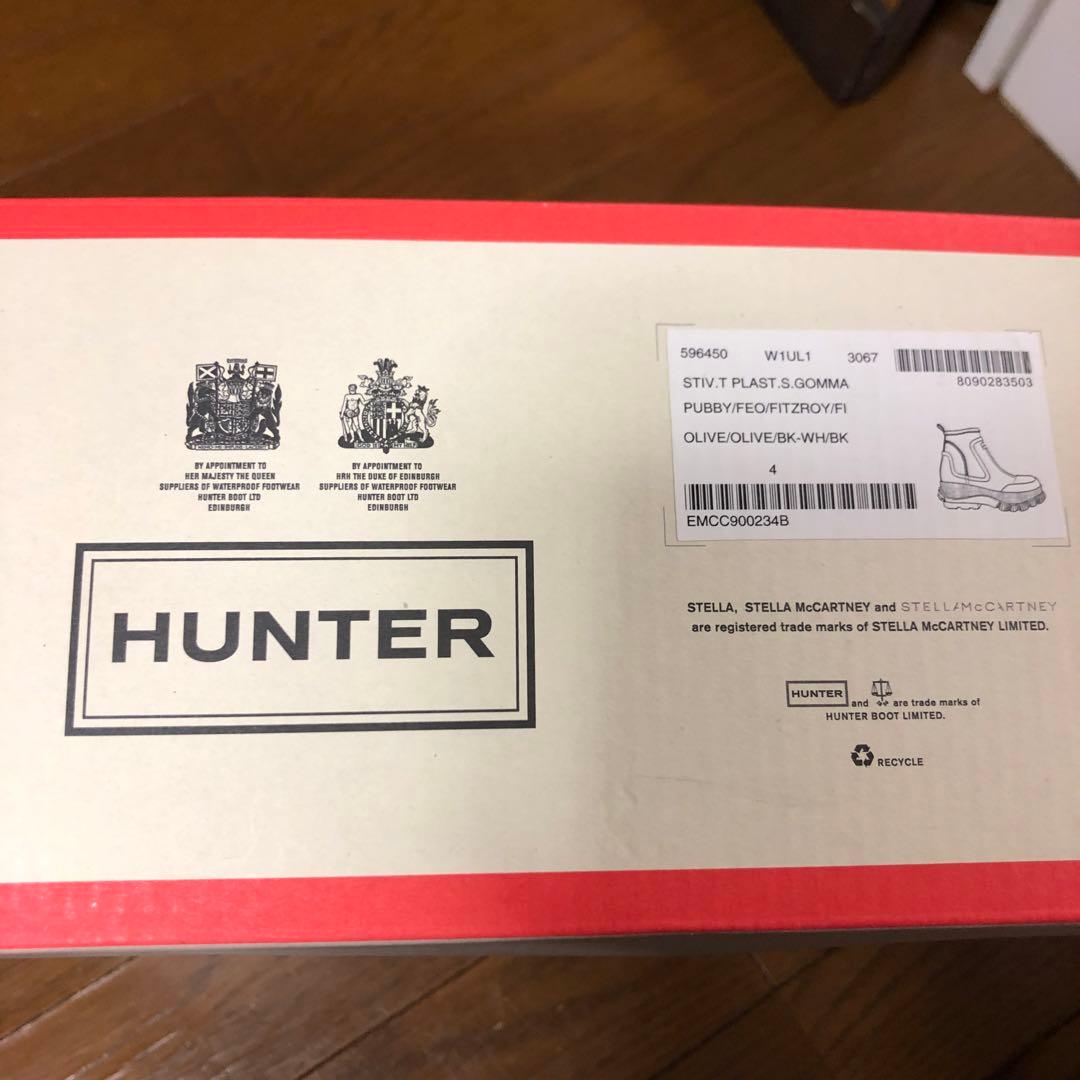 BY APPOINTMENT TO
HER MAJESTY THE QUEEN
SUPPLIERS OF WATERPROOF FOOTWEAR
HUNTER BOOT LTD
EDINBURGH
BY APPOINTMENT TO
HRH THE DUKE OF EDINBURGH
SUPPLIERS OF WATERPROOF FOOTWEAR
HUNTER BOOT LTD
EDINBURGH
HUNTER
596450 W1UL1 3067
8090283503
STIV.T PLAST.S.GOMMA
PUBBY/FEO/FITZROY/FI
OLIVE/OLIVE/BK-WH/BK
4
EMCC900234B
STELLA, STELLA McCARTNEY and STELLA McCARTNEY
are registered trade marks of STELLA McCARTNEY LIMITED.
HUNTER and are trade marks of
HUNTER BOOT LIMITED.
RECYCLE